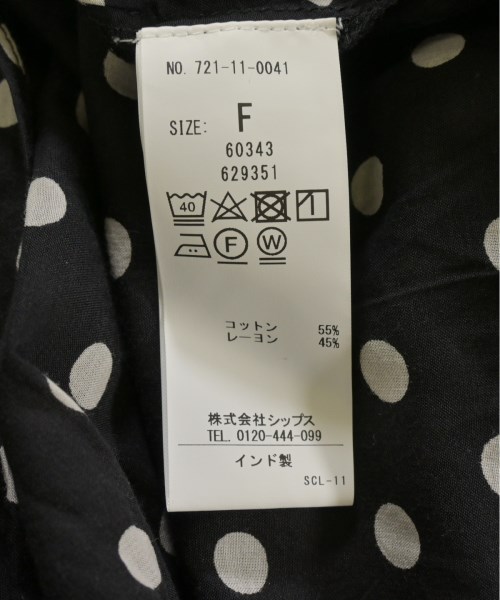 NO. 721-11-0041
SIZE: F
60343
629351
40
F W
コットン 55%
レーヨン 45%
株式会社シップス
TEL. 0120-444-099
インド製
SCL-11